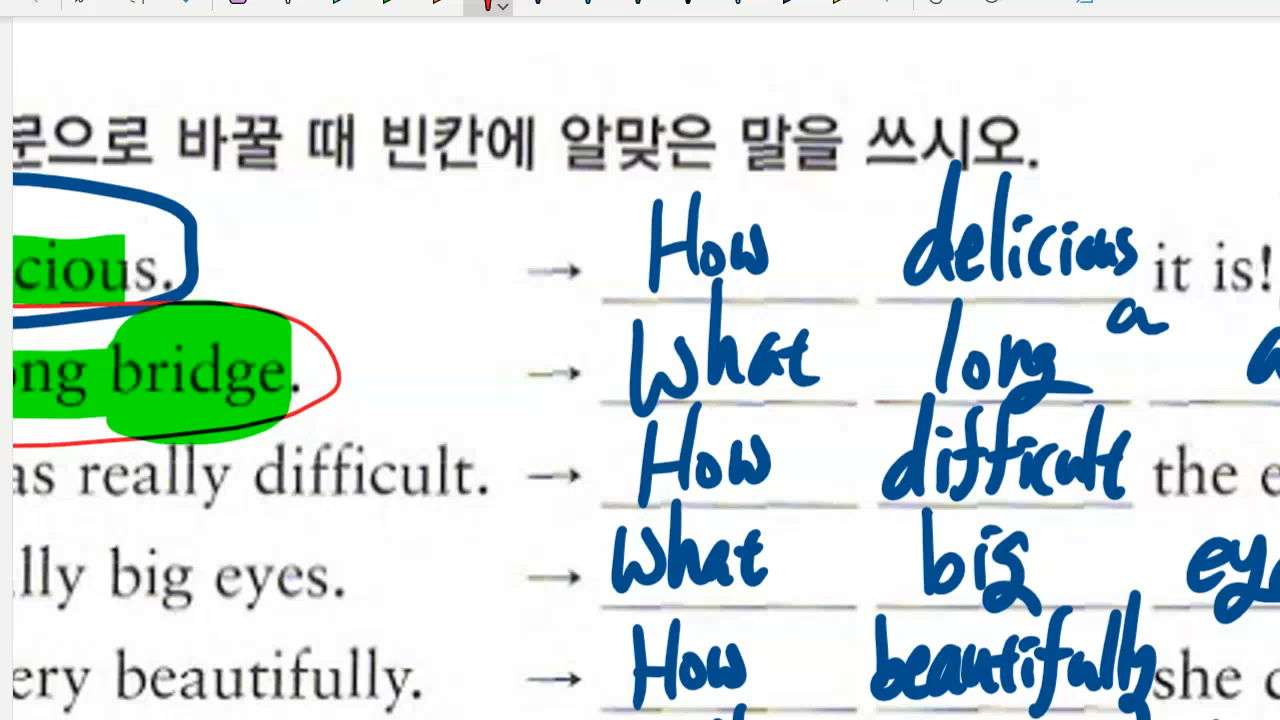 문으로 바꿀 때 빈칸에 알맞은 말을 쓰시오.
cious. → How delicious it is!
ong bridge. → What long a
as really difficult. → How difficult the e
lly big eyes. → What big eye
ery beautifully. → How beautifully she